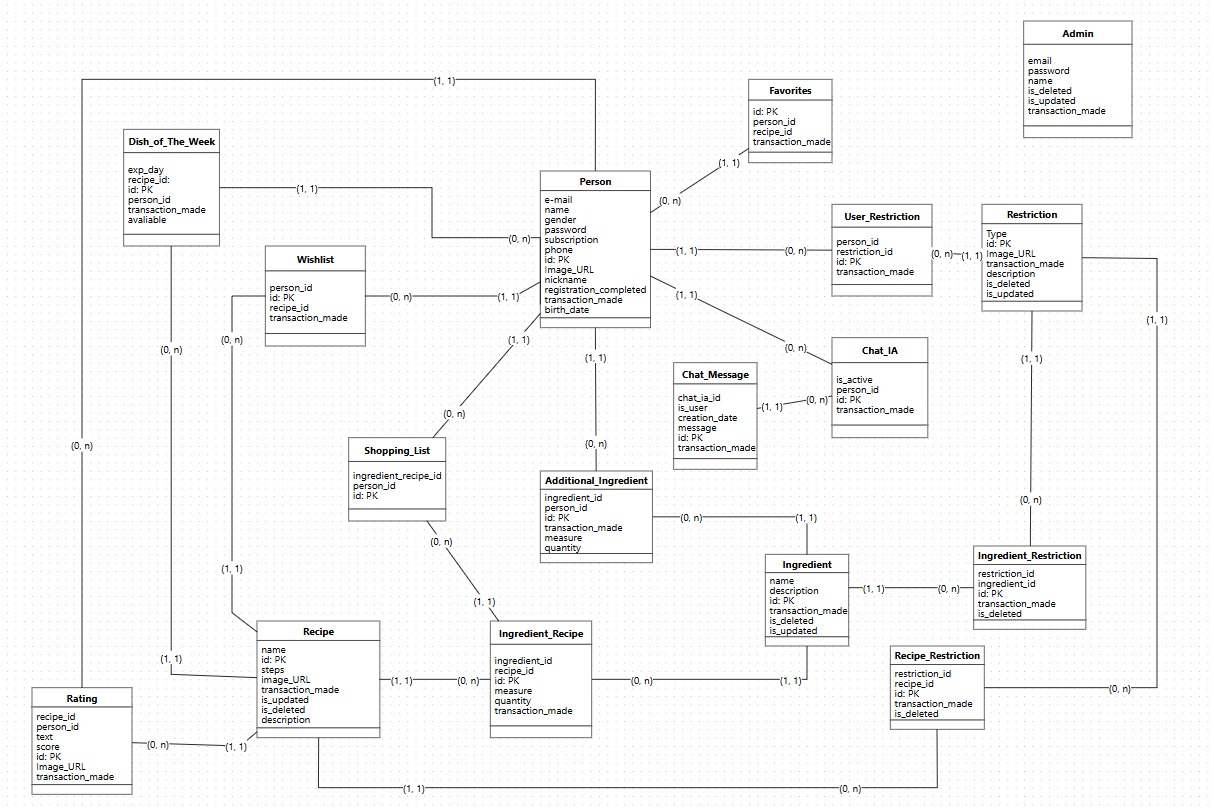 Admin
email
password
name
is_deleted
is_updated
transaction_made
(1, 1)
Favorites
id: PK
person_id
recipe_id
transaction_made
Dish_of_The_Week
exp_day
recipe_id:
id: PK
person_id
transaction_made
avaliable
(1, 1)
(0, n)
(1, 1)
(0, n)
Person
e-mail
name
gender
password
subscription
phone
id: PK
Image_URL
nickname
registration_completed
transaction_made
birth_date
User_Restriction
person_id
restriction_id
id: PK
transaction_made
(1, 1)
(0, n)
(0, n)
(1, 1)
Restriction
Type
id: PK
Image_URL
transaction_made
description
is_deleted
is_updated
Wishlist
person_id
id: PK
recipe_id
transaction_made
(0, n)
(1, 1)
(1, 1)
(0, n)
(1, 1)
(0, n)
(0, n)
(1, 1)
(1, 1)
(1, 1)
Chat_IA
is_active
person_id
id: PK
transaction_made
Chat_Message
chat_ia_id
is_user
creation_date
message
id: PK
transaction_made
(1, 1)
(0, n)
(0, n)
(0, n)
(0, n)
Shopping_List
ingredient_recipe_id
person_id
id: PK
Additional_Ingredient
ingredient_id
person_id
id: PK
transaction_made
measure
quantity
(0, n)
(0, n)
(1, 1)
(0, n)
(1, 1)
(1, 1)
Ingredient
name
description
id: PK
transaction_made
is_deleted
is_updated
(1, 1)
(0, n)
Ingredient_Restriction
restriction_id
ingredient_id
id: PK
transaction_made
is_deleted
Recipe
name
id: PK
steps
image_URL
transaction_made
is_updated
is_deleted
description
(1, 1)
(1, 1)
(0, n)
Ingredient_Recipe
ingredient_id
recipe_id
id: PK
measure
quantity
transaction_made
(0, n)
(1, 1)
Recipe_Restriction
restriction_id
recipe_id
id: PK
transaction_made
is_deleted
(0, n)
Rating
recipe_id
person_id
text
score
id: PK
Image_URL
transaction_made
(0, n)
(1, 1)
(1, 1)
(0, n)